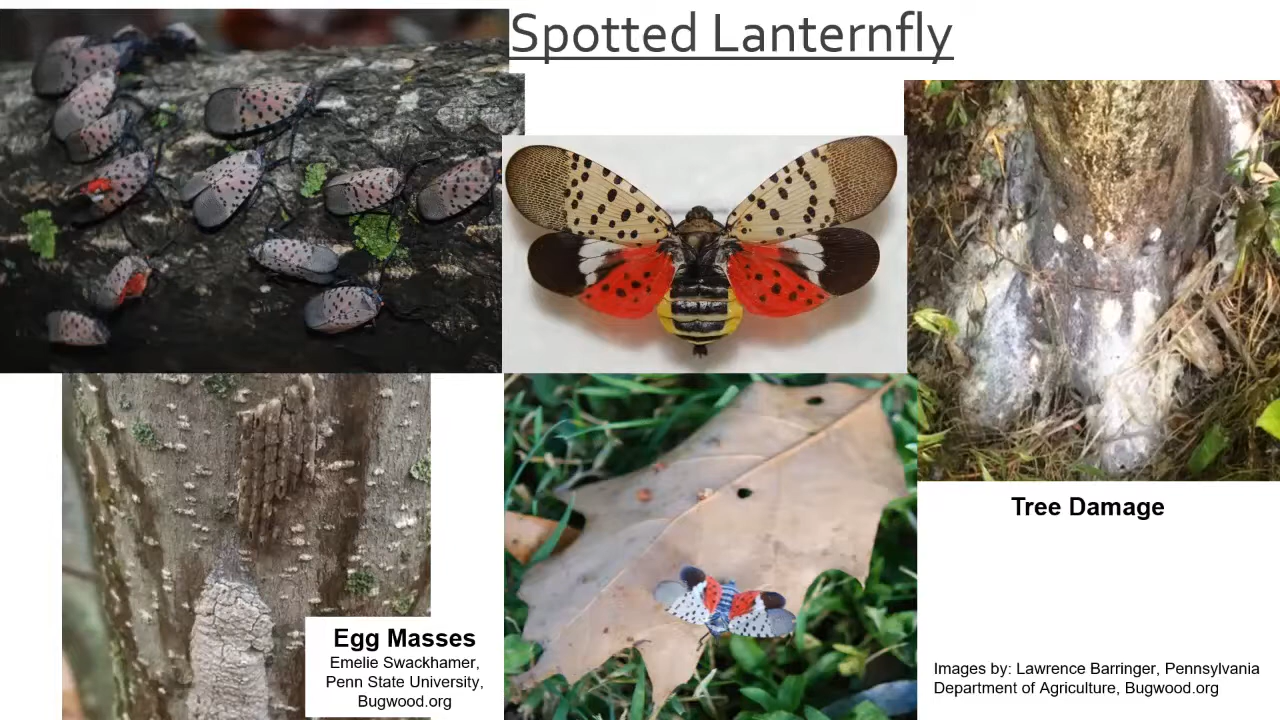 Spotted Lanternfly
Tree Damage
Egg Masses
Emelie Swackhamer,
Penn State University,
Bugwood.org
Images by: Lawrence Barringer, Pennsylvania
Department of Agriculture, Bugwood.org